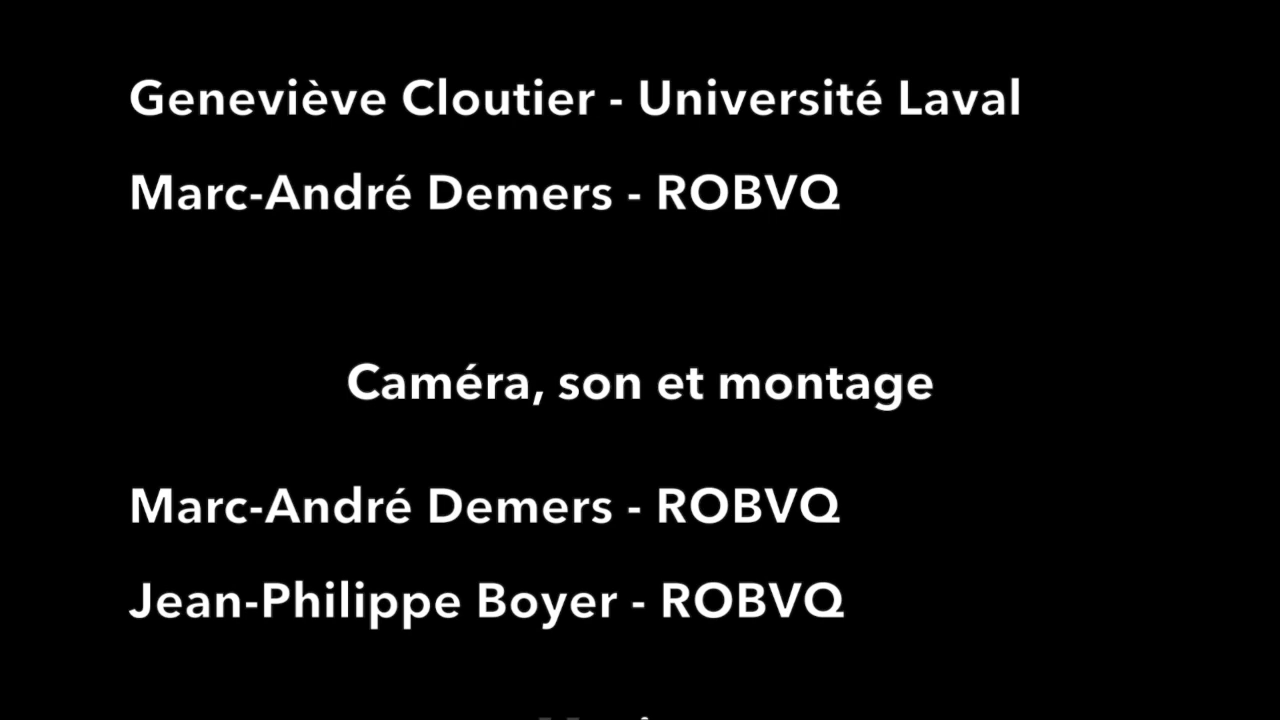 Geneviève Cloutier - Université Laval
Marc-André Demers - ROBVQ
Caméra, son et montage
Marc-André Demers - ROBVQ
Jean-Philippe Boyer - ROBVQ